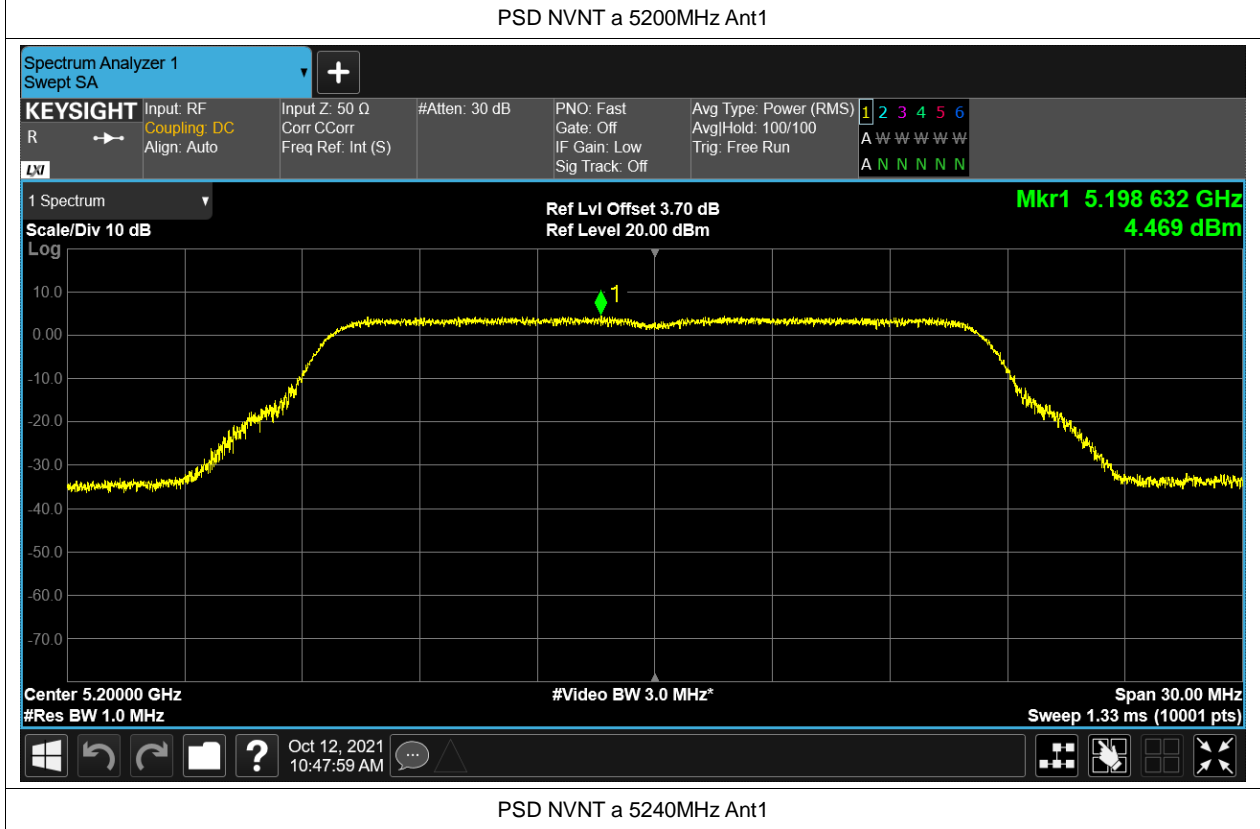 PSD NVNT a 5200MHz Ant1
Spectrum Analyzer 1
Swept SA
KEYSIGHT
R
LXI
Input: RF
Coupling: DC
Align: Auto
Input Z: 50 Ω
Corr CCorr
Freq Ref: Int (S)
#Atten: 30 dB
PNO: Fast
Gate: Off
IF Gain: Low
Sig Track: Off
Avg Type: Power (RMS)
Avg|Hold: 100/100
Trig: Free Run
1 2 3 4 5 6
A W W W W W
A N N N N N
1 Spectrum
Scale/Div 10 dB
Log
Ref Lvl Offset 3.70 dB
Ref Level 20.00 dBm
Mkr1 5.198 632 GHz
4.469 dBm
1
10.0
0.00
-10.0
-20.0
-30.0
-40.0
-50.0
-60.0
-70.0
Center 5.20000 GHz
#Res BW 1.0 MHz
#Video BW 3.0 MHz*
Span 30.00 MHz
Sweep 1.33 ms (10001 pts)
?
Oct 12, 2021
10:47:59 AM
PSD NVNT a 5240MHz Ant1